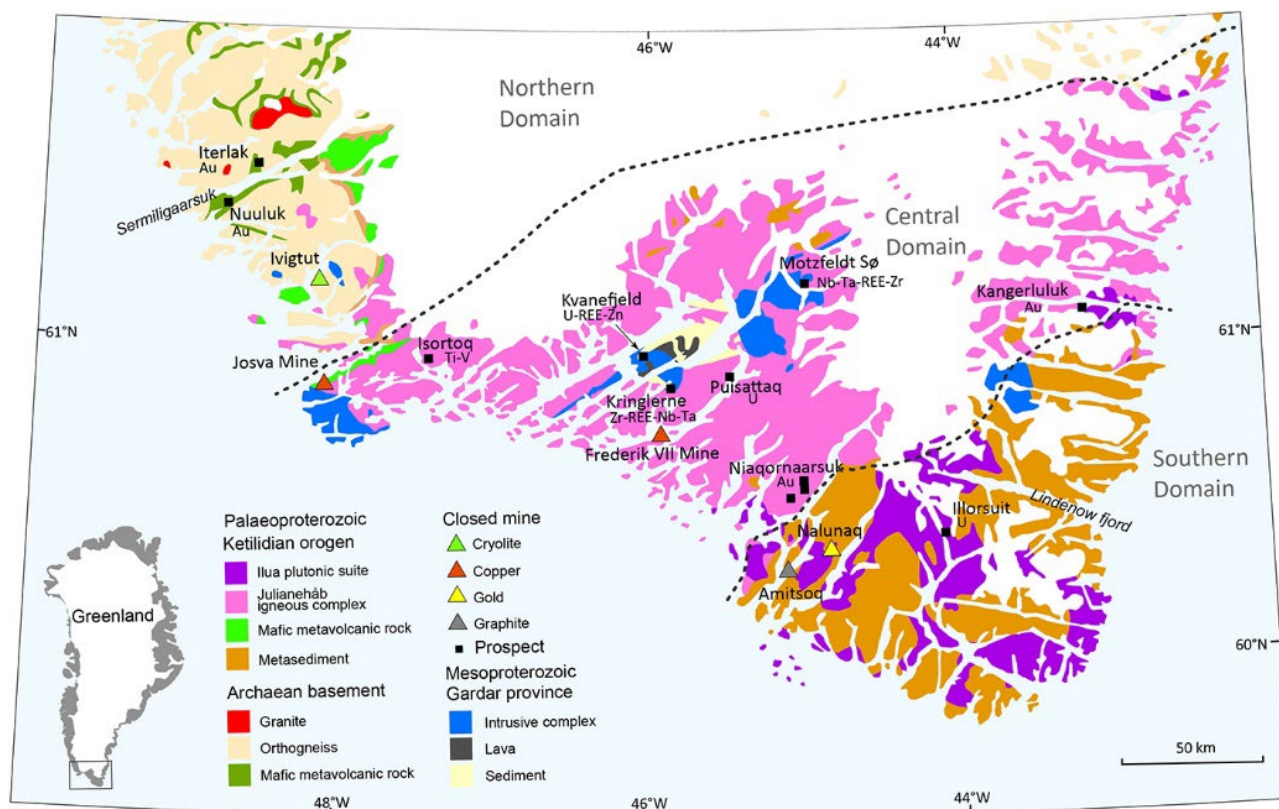 46°W
44°W
Northern
Domain
Iterlak
Au
Sermiligaarsuk
Nuuluk
Au
Central
Domain
Ivigtut
Motzfeldt Sø
Nb-Ta-REE-Zr
Kvanefjeld
U-REE-Zn
Kangerluluk
Au
61°N
61°N
Isortoq
Ti-V
Josva Mine
Puisattaq
U
Kringlerne
Zr-REE-Nb-Ta
Frederik VII Mine
Niaqornaarsuk
Au
Southern
Domain
Lindenow fjord
Illorsuit
U
Nalunaq
Amitsoq
60°N
Greenland
Palaeoproterozoic
Ketilidian orogen
Ilua plutonic suite
Julianehåb
igneous complex
Mafic metavolcanic rock
Metasediment
Archaean basement
Granite
Orthogneiss
Mafic metavolcanic rock
Closed mine
Cryolite
Copper
Gold
Graphite
Prospect
Mesoproterozoic
Gardar province
Intrusive complex
Lava
Sediment
50 km
48°W
46°W
44°W